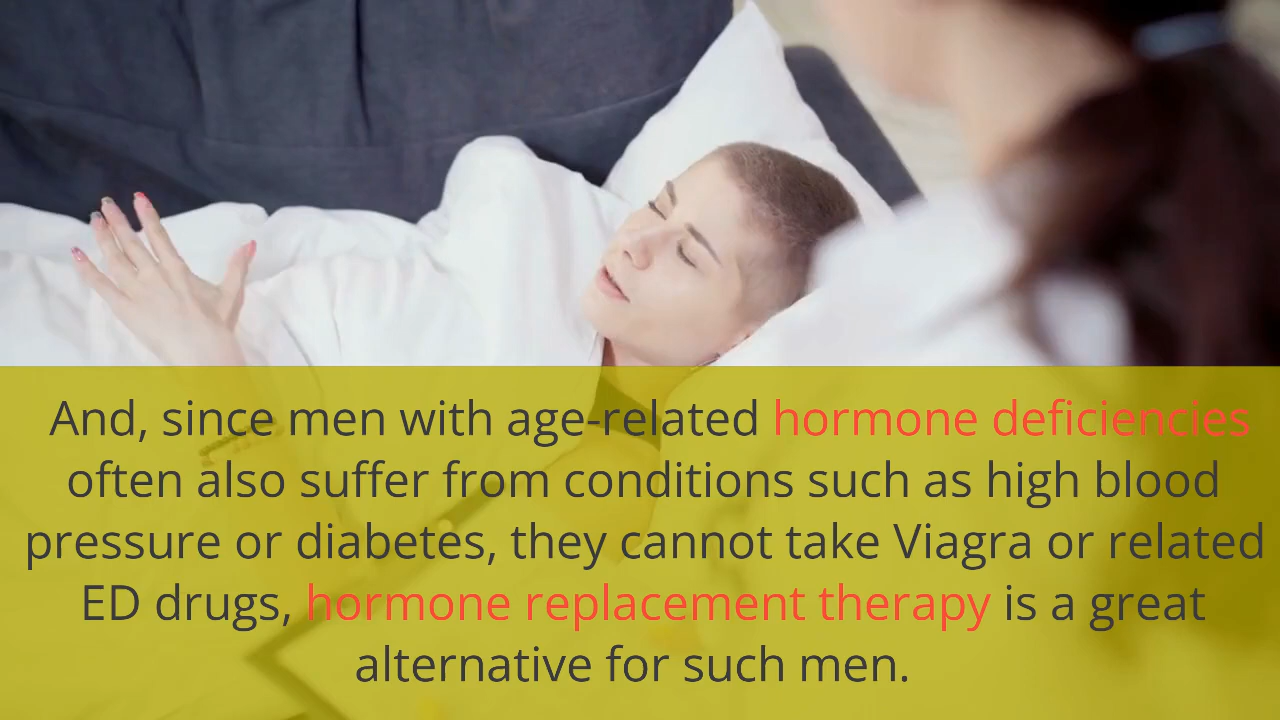 And, since men with age-related hormone deficiencies
often also suffer from conditions such as high blood
pressure or diabetes, they cannot take Viagra or related
ED drugs, hormone replacement therapy is a great
alternative for such men.